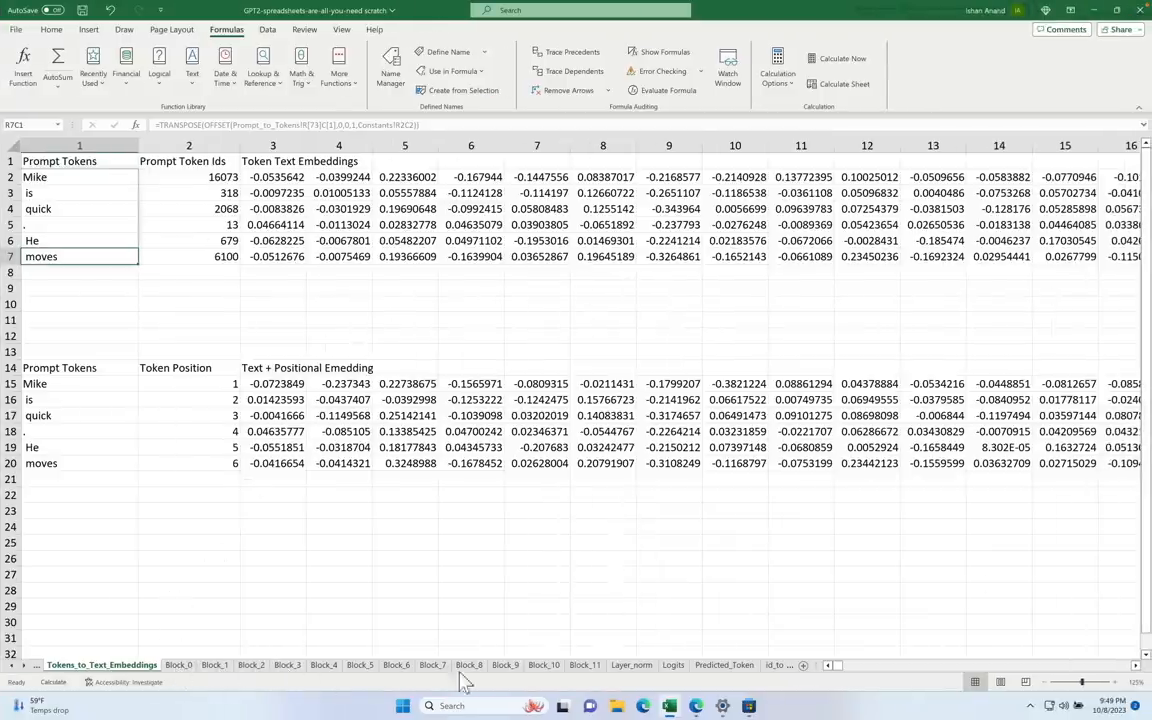 AutoSave Off GPT2-spreadsheets-are-all-you-need scratch Search Ishan Anand IA
File Home Insert Draw Page Layout Formulas Data Review View Help Comments Share
Insert Function AutoSum Recently Used Financial Logical Text Date & Time Lookup & Reference Math & Trig More Functions
Name Manager Define Name Use in Formula Create from Selection
Trace Precedents Trace Dependents Remove Arrows Show Formulas Error Checking Evaluate Formula Watch Window
Calculation Options Calculate Now Calculate Sheet
Function Library Defined Names Formula Auditing Calculation
R7C1 =TRANSPOSE(OFFSET(Prompt_to_Tokens!R[73]C[1],0,0,1,Constants!R2C2))
1 2 3 4 5 6 7 8 9 10 11 12 13 14 15 16
1 Prompt Tokens Prompt Token Ids Token Text Embeddings
2 Mike 16073 -0.0535642 -0.0399244 0.22336002 -0.167944 -0.1447556 0.08387017 -0.2168577 -0.2140928 0.13772395 0.10025012 -0.0509656 -0.0583882 -0.0770946 -0.10
3 is 318 -0.0097235 0.01005133 0.05557884 -0.1124128 -0.114197 0.12660722 -0.2651107 -0.1186538 -0.0361108 0.05096832 0.0040486 -0.0753268 0.05702734 -0.041
4 quick 2068 -0.0083826 -0.0301929 0.19690648 -0.0992415 0.05808483 0.1255142 -0.343964 0.0056699 0.09639783 0.07254379 -0.0381503 -0.128176 0.05285898 0.0567
5 . 13 0.04664114 -0.0113024 0.02832778 0.04635079 0.03903805 -0.0651892 -0.237793 -0.0276248 -0.0089369 0.05423654 0.02650536 -0.0183138 0.04464085 0.0338
6 He 679 -0.0628225 -0.0067801 0.05482207 0.04971102 -0.1953016 0.01469301 -0.2241214 0.02183576 -0.0672066 -0.0028431 -0.185474 -0.0046237 0.17030545 0.042
7 moves 6100 -0.0512676 -0.0075469 0.19366609 -0.1639904 0.03652867 0.19645189 -0.3264861 -0.1652143 -0.0661089 0.23450236 -0.1692324 0.02954441 0.0267799 -0.115
8
9
10
11
12
13
14 Prompt Tokens Token Position Text + Positional Emedding
15 Mike 1 -0.0723849 -0.237343 0.22738675 -0.1565971 -0.0809315 -0.0211431 -0.1799207 -0.3821224 0.08861294 0.04378884 -0.0534216 -0.0448851 -0.0812657 -0.085
16 is 2 0.01423593 -0.0437407 -0.0392998 -0.1253222 -0.1242475 0.15766723 -0.2141962 0.06617522 0.00749735 0.06949555 -0.0379585 -0.0840952 0.01778117 -0.024
17 quick 3 -0.0041666 -0.1149568 0.25142141 -0.1039098 0.03202019 0.14083831 -0.3174657 0.06491473 0.09101275 0.08698098 -0.006844 -0.1197494 0.03597144 0.0807
18 . 4 0.04635777 -0.085105 0.13385425 0.04700242 0.02346371 -0.0544767 -0.2264214 0.03231859 -0.0221707 0.06286672 0.03430829 -0.0070915 0.04209569 0.0432
19 He 5 -0.0551851 -0.0318704 0.18177843 0.04345733 -0.207683 0.03242477 -0.2150212 0.07397148 -0.0680859 0.0052924 -0.1658449 8.302E-05 0.1632724 0.0513
20 moves 6 -0.0416654 -0.0414321 0.3248988 -0.1678452 0.02628004 0.20791907 -0.3108249 -0.1168797 -0.0753199 0.23442123 -0.1559599 0.03632709 0.02715029 -0.109
21
22
23
24
25
26
27
28
29
30
31
32
... Tokens_to_Text_Embeddings Block_0 Block_1 Block_2 Block_3 Block_4 Block_5 Block_6 Block_7 Block_8 Block_9 Block_10 Block_11 Layer_norm Logits Predicted_Token id_to ...
Ready Calculate Accessibility: Investigate 125%
59°F
Temps drop
Search
9:49 PM
10/8/2023